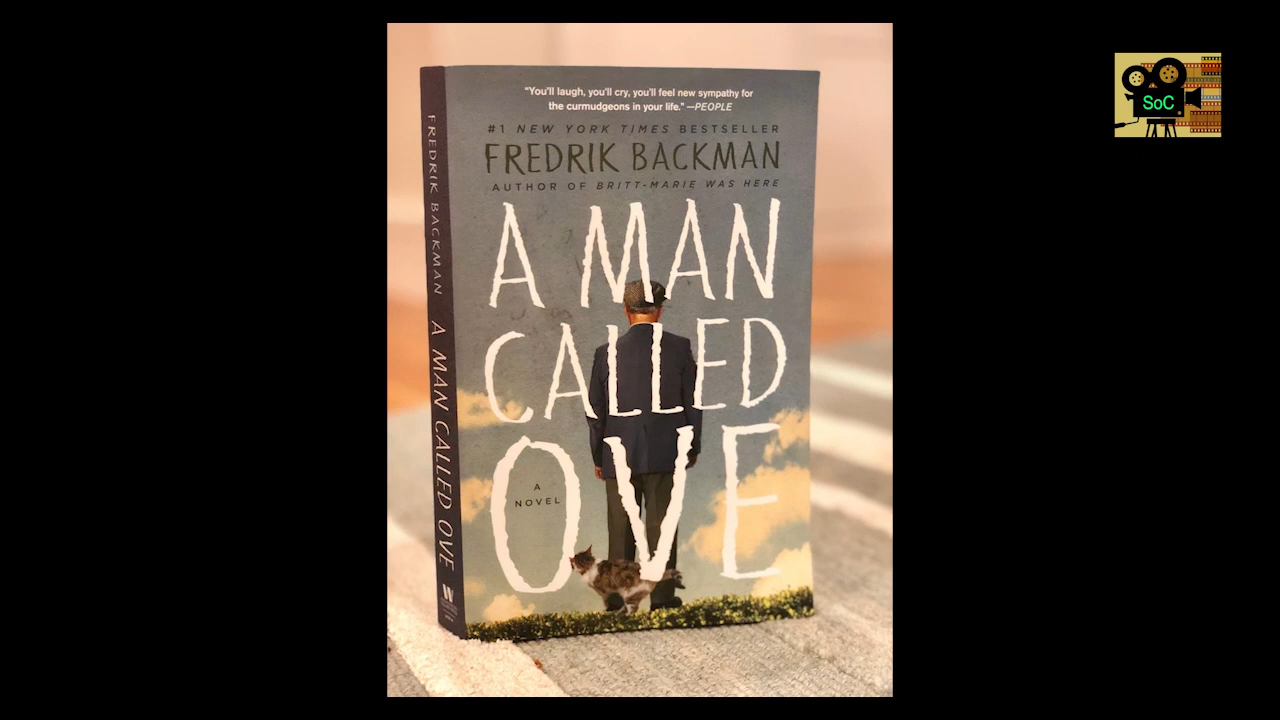 "You'll laugh, you'll cry, you'll feel new sympathy for
the curmudgeons in your life." —PEOPLE
#1 NEW YORK TIMES BESTSELLER
FREDRIK BACKMAN
AUTHOR OF BRITT-MARIE WAS HERE
A MAN
CALLED
OVE
A
NOVEL
FREDRIK BACKMAN A MAN CALLED OVE
W
SoC